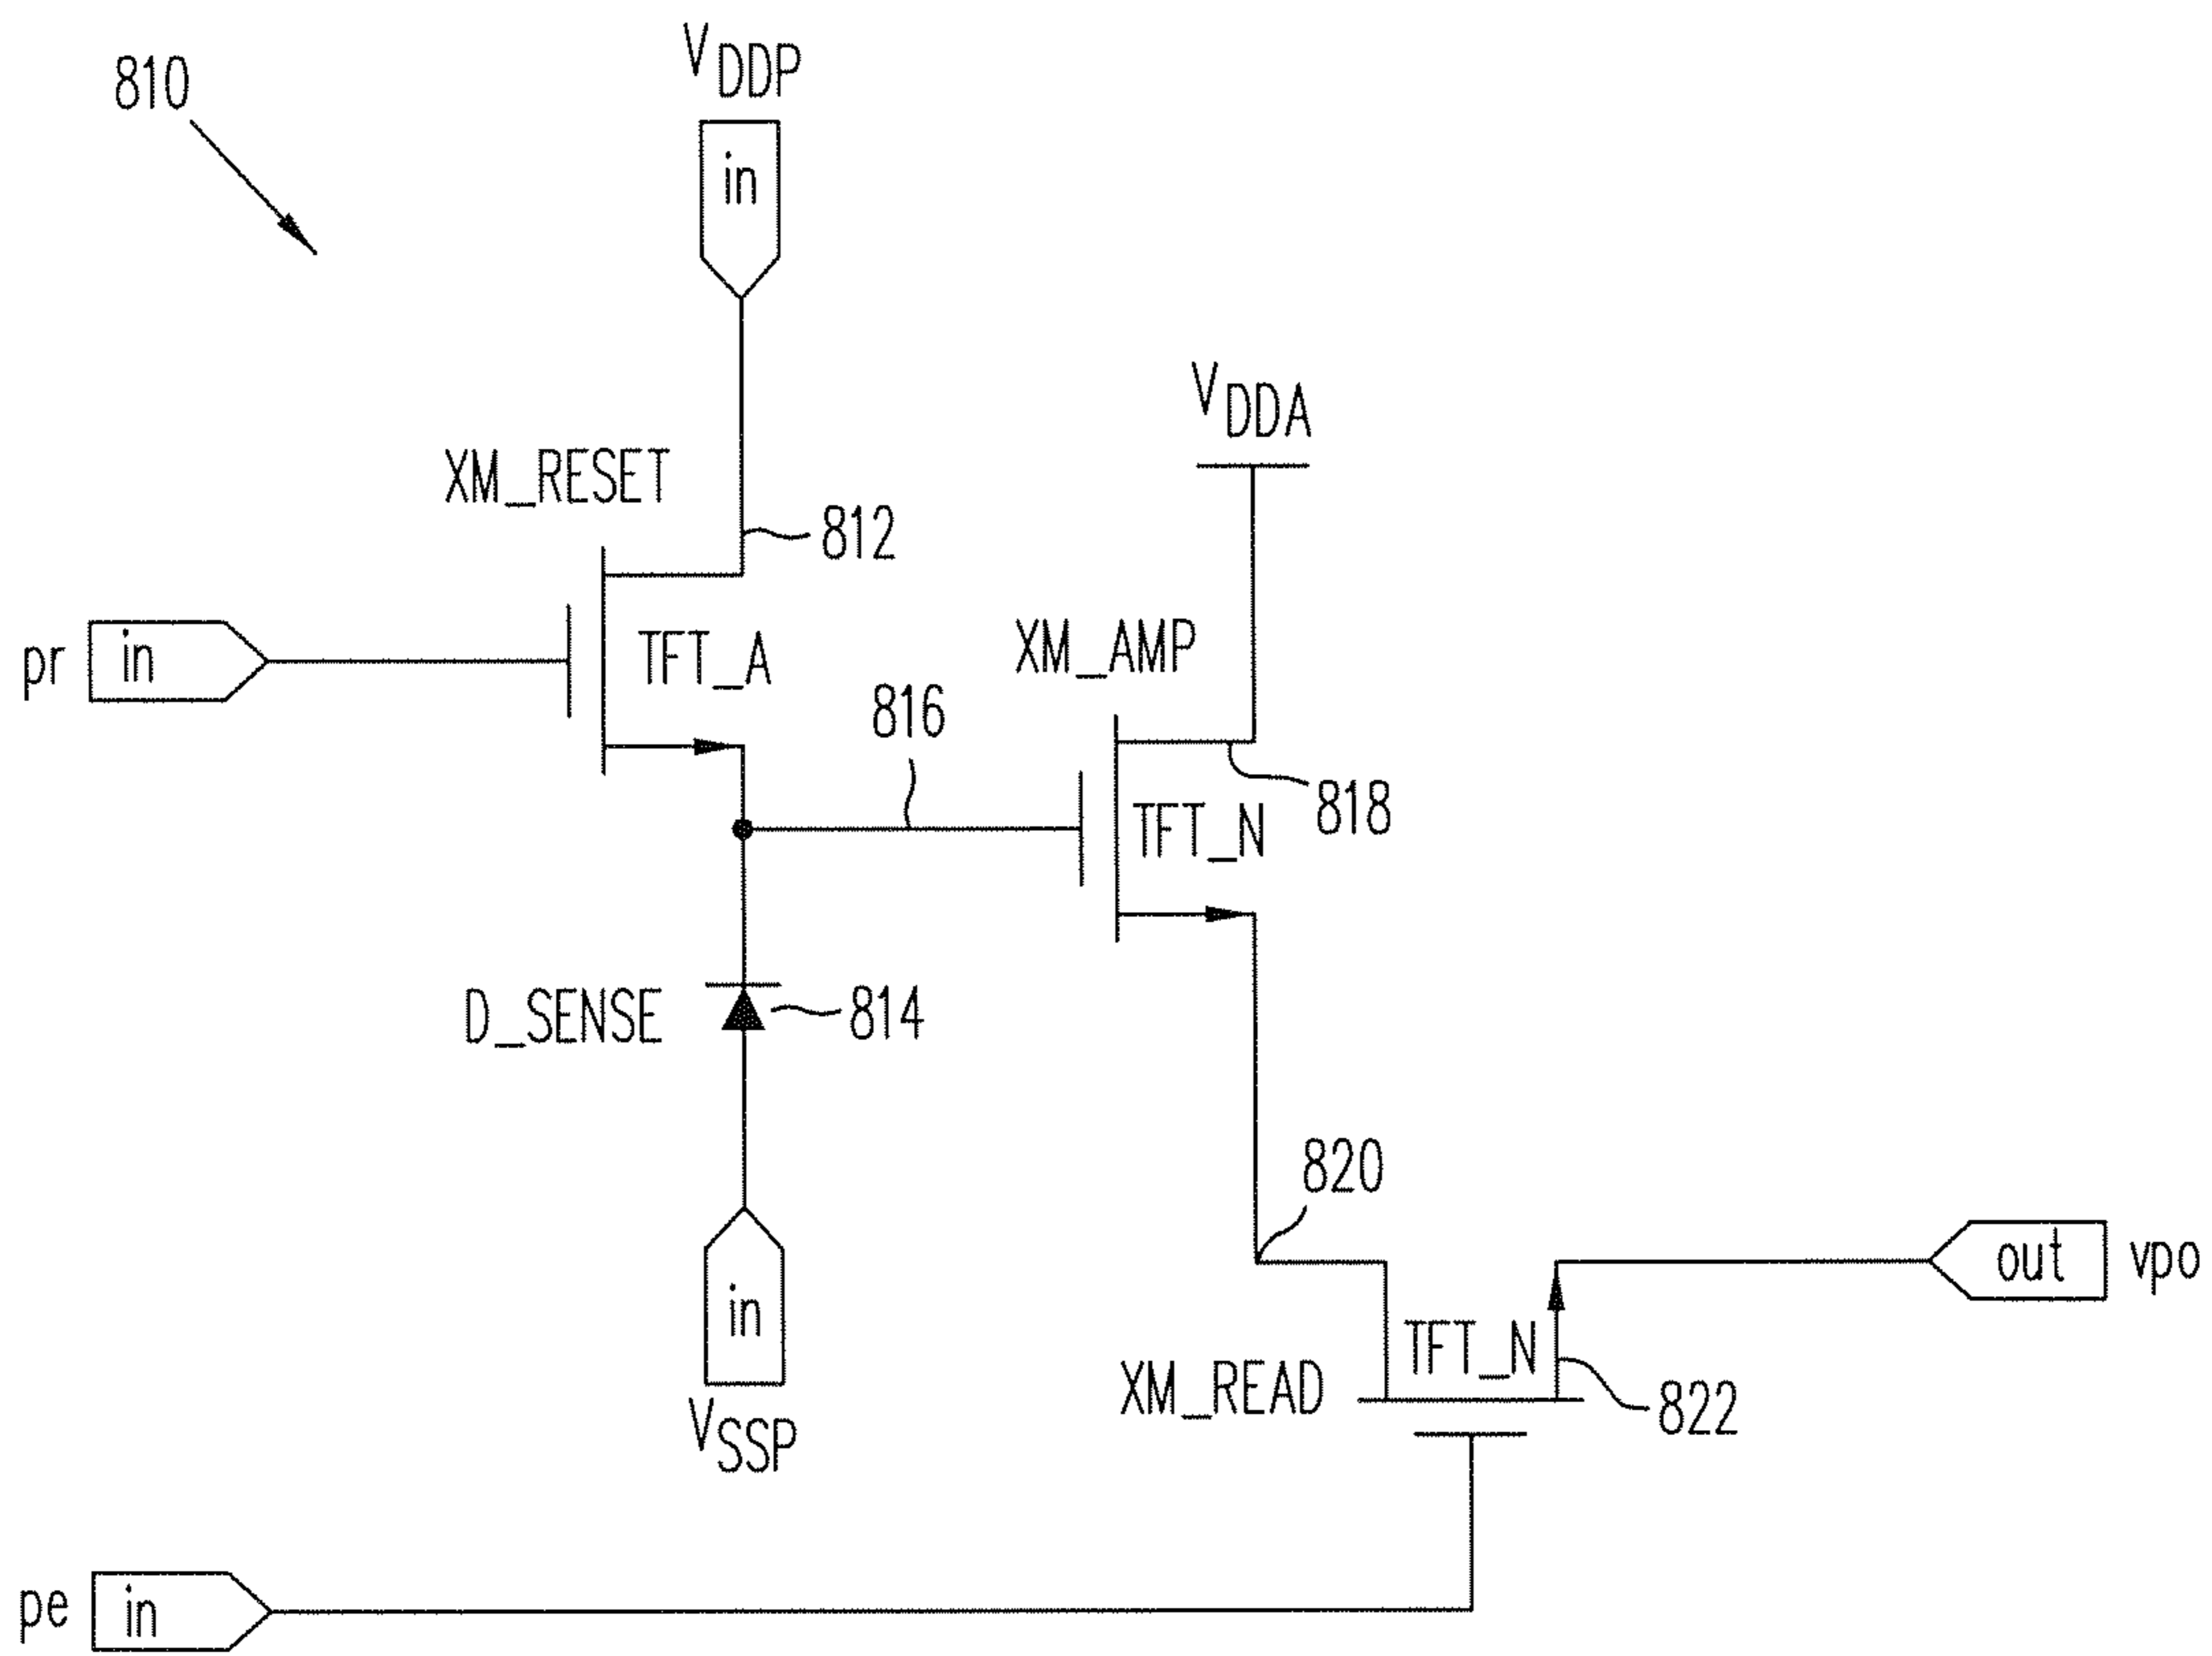 810
VDDP
in
VDDA
XM_RESET
812
pr
in
TFT_A
XM_AMP
816
818
TFT_N
D_SENSE
814
820
in
out
vpo
TFT_N
XM_READ
822
VSSP
pe
in